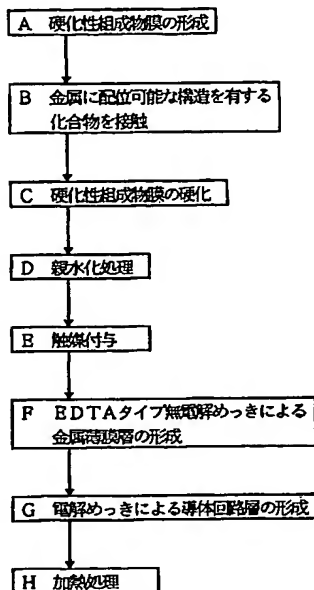 A 硬化性組成物膜の形成
B 金属に配位可能な構造を有する
化合物を接触
C 硬化性組成物膜の硬化
D 親水化処理
E 触媒付与
F EDTAタイプ無電解めっきによる
金属薄膜層の形成
G 電解めっきによる導体回路層の形成
H 加熱処理